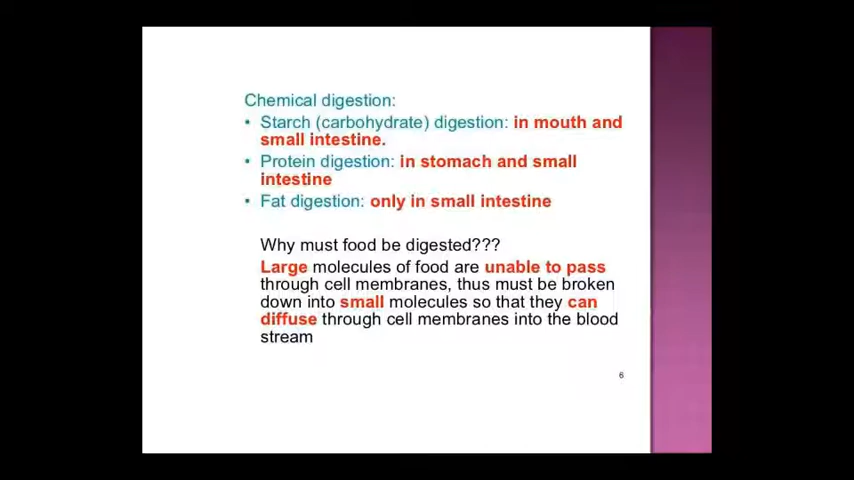 Chemical digestion:
• Starch (carbohydrate) digestion: in mouth and
small intestine.
• Protein digestion: in stomach and small
intestine
• Fat digestion: only in small intestine
Why must food be digested???
Large molecules of food are unable to pass
through cell membranes, thus must be broken
down into small molecules so that they can
diffuse through cell membranes into the blood
stream
6